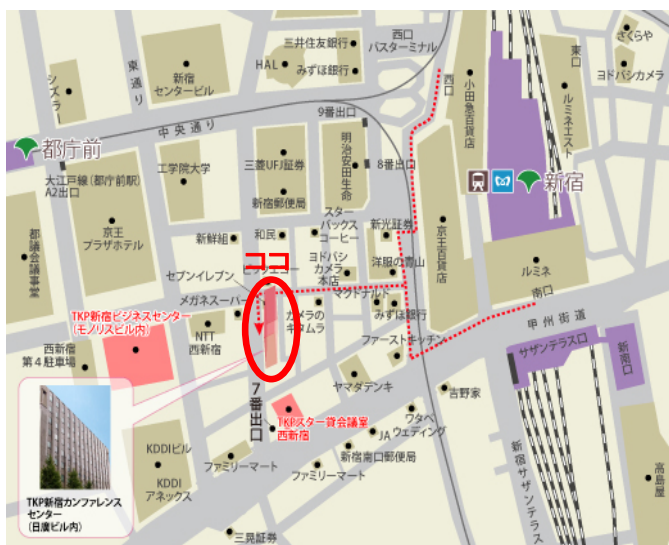 三井住友銀行
西口
バスターミナル
さくらや
HAL
みずほ銀行
東口
ヨドバシカメラ
東通り
新宿
センタービル
シズラー
西口
小田急百貨店
ルミネエスト
中央通り
9番出口
都庁前
工学院大学
三菱UFJ証券
明治安田生命
8番出口
大江戸線(都庁前駅)
A2出口
新宿
新宿郵便局
京王
プラザホテル
都議会議事堂
スター
バックス
コーヒー
新光証券
京王百貨店
新鮮組
和民
ココ
ヨドバシ
カメラ
本店
洋服の青山
ルミネ
セブンイレブン
メガネスーパー
マクドナルド
南口
TKP新宿ビジネスセンター
(モノリスビル内)
カメラの
キタムラ
みずほ銀行
甲州街道
NTT
西新宿
ファーストキッチン
サザンテラス口
新南口
西新宿
第4駐車場
ヤマダデンキ
吉野家
7番出口
TKPスター貸会議室
西新宿
ワタベ
ウェディング
JA
KDDIビル
ファミリーマート
新宿南口郵便局
新宿サザンテラス
高島屋
KDDI
アネックス
ファミリーマート
TKP新宿カンファレンス
センター
(日廣ビル内)
三晃証券